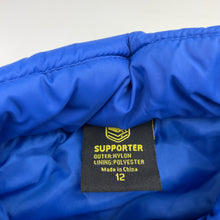 SUPPORTER
OUTER:NYLON
LINING:POLYESTER
Made in China
12